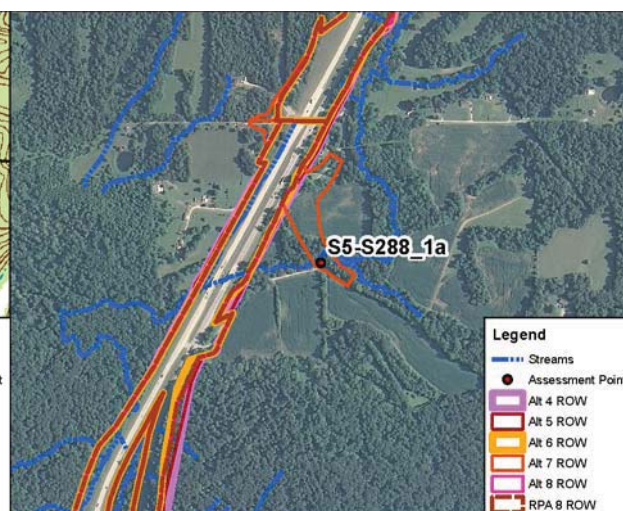 S5-S288_1a
Legend
Streams
Assessment Point
Alt 4 ROW
Alt 5 ROW
Alt 6 ROW
Alt 7 ROW
Alt 8 ROW
RPA 8 ROW